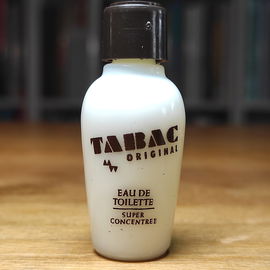 TABAC
ORIGINAL
EAU DE
TOILETTE
SUPER
CONCENTREE